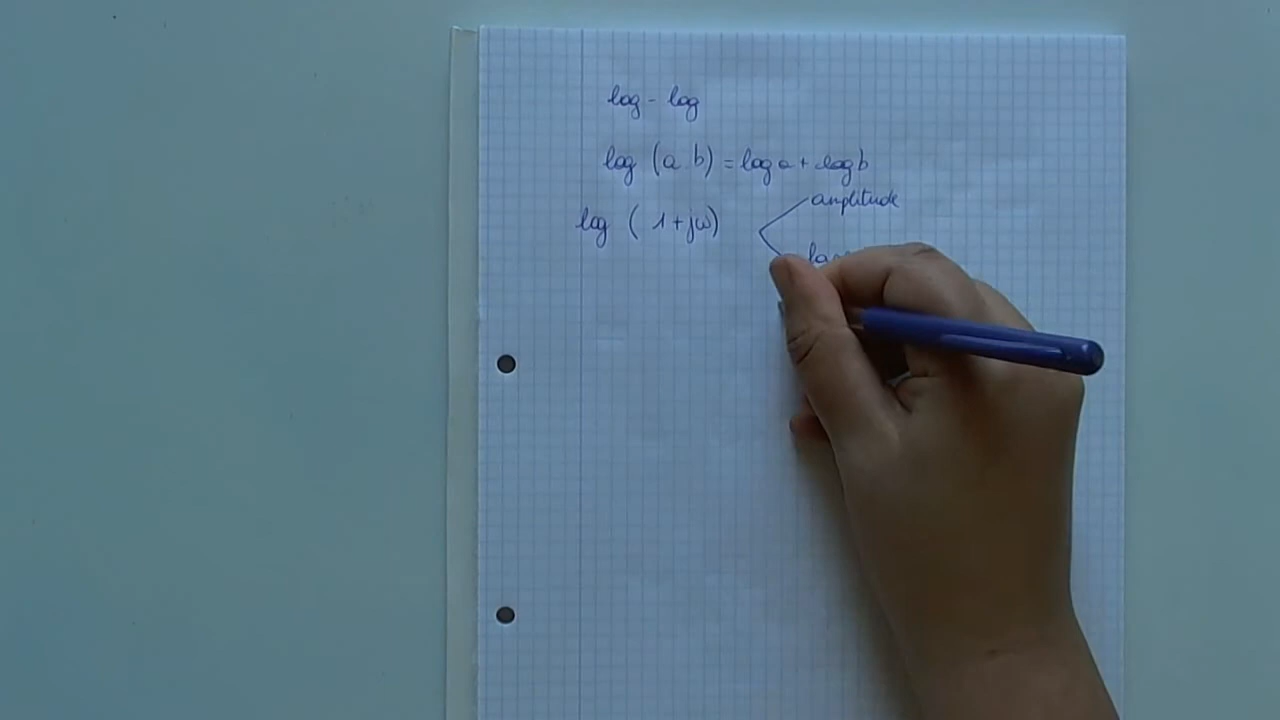 log - log
log (a . b) = log a + log b
amplitude
log ( 1 + jω)